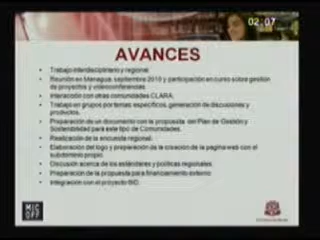 02:07
AVANCES
• Trabajo interdisciplinario y regional
• Reunión en Managua, septiembre 2010 y participación en curso sobre gestión
de proyectos y videoconferencias
• Interacción con otras comunidades CLARA.
• Trabajo en grupos por temas específicos, generación de discusiones y
productos.
• Preparación de un documento con la propuesta del Plan de Gestión y
Sostenibilidad para este tipo de Comunidades.
• Realización de la encuesta regional.
• Elaboración del logo y preparación de la creación de la pagina web con el
subdominio propio.
• Discusión acerca de los estándares y políticas regionales.
• Preparación de la propuesta para financiamiento externo
• Integración con el proyecto BID.
MIC
OFF